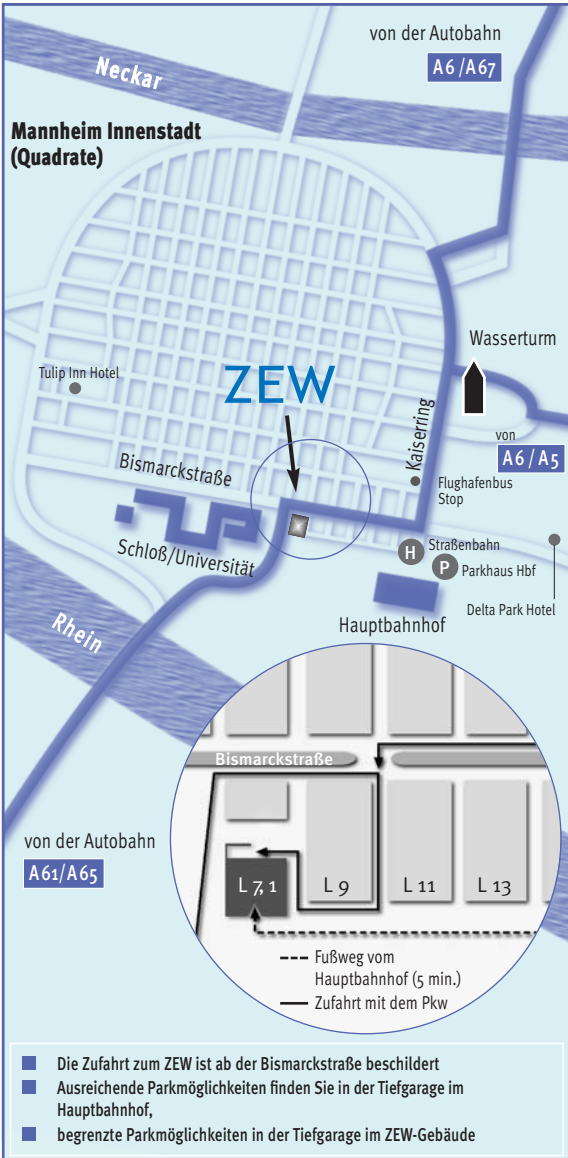 von der Autobahn
A6 /A67
Neckar
Mannheim Innenstadt
(Quadrate)
Wasserturm
Tulip Inn Hotel
ZEW
Kaiserring
von
A6 / A5
Bismarckstraße
Flughafenbus
Stop
Schloß/Universität
H
Straßenbahn
P
Parkhaus Hbf
Delta Park Hotel
Hauptbahnhof
Rhein
Bismarckstraße
von der Autobahn
A61/A65
L 7, 1
L 9
L 11
L 13
Fußweg vom
Hauptbahnhof (5 min.)
Zufahrt mit dem Pkw
Die Zufahrt zum ZEW ist ab der Bismarckstraße beschildert
Ausreichende Parkmöglichkeiten finden Sie in der Tiefgarage im
Hauptbahnhof,
begrenzte Parkmöglichkeiten in der Tiefgarage im ZEW-Gebäude